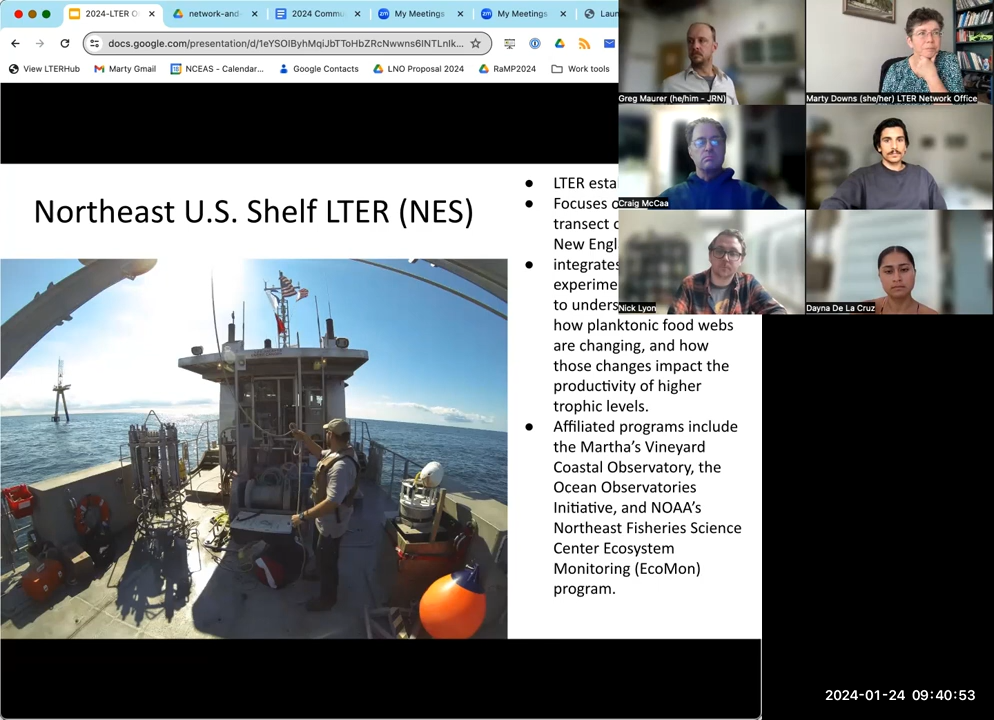 2024-LTER O
network-and-
2024 Commu
My Meetings
My Meetings
Laun
docs.google.com/presentation/d/1eYSOIByhMqiJbTToHbZRcNwwns6INTLnlk...
View LTERHub
Marty Gmail
NCEAS - Calendar...
Google Contacts
LNO Proposal 2024
RaMP2024
Work tools
Greg Maurer (he/him - JRN)
Marty Downs (she/her) LTER Network Office
Craig McCaa
Nick Lyon
Dayna De La Cruz
Northeast U.S. Shelf LTER (NES)
● LTER esta
● Focuses o
transect o
New Engl
● integrates
experime
to unders
how planktonic food webs
are changing, and how
those changes impact the
productivity of higher
trophic levels.
● Affiliated programs include
the Martha's Vineyard
Coastal Observatory, the
Ocean Observatories
Initiative, and NOAA's
Northeast Fisheries Science
Center Ecosystem
Monitoring (EcoMon)
program.
2024-01-24 09:40:53